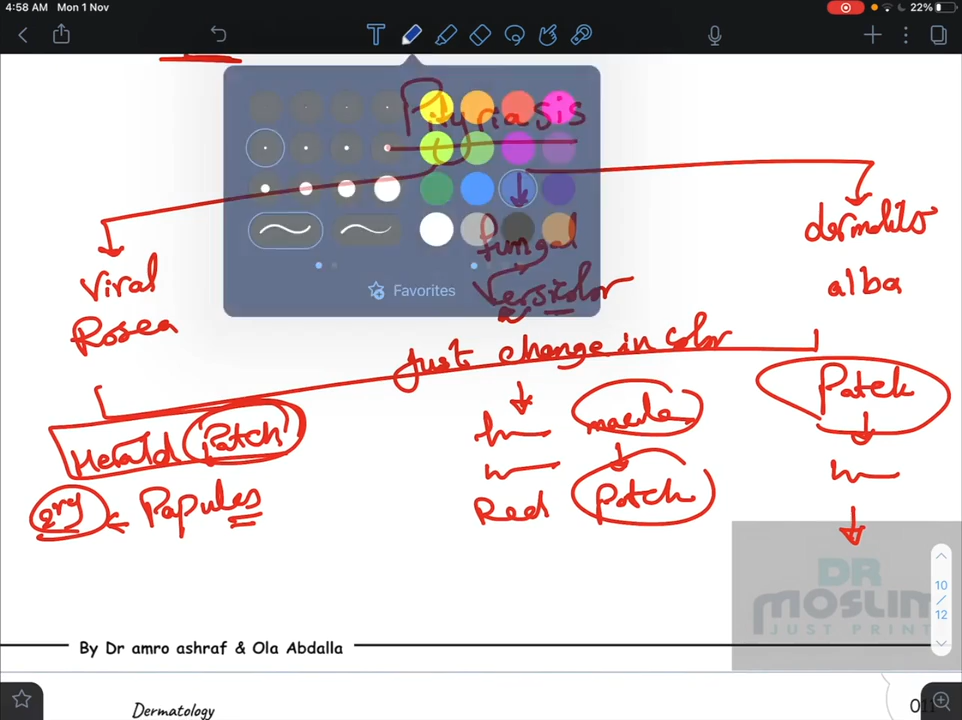 4:58 AM Mon 1 Nov
22%
Pityriasis
Viral
Rosea
fungal
Versicolor
alba
Favorites
Just change in color
Herald Patch
2ry
Papules
macule
Patch
Red
Patch
DR
MOSLIM
JUST PRINT
10
/
12
By Dr amro ashraf & Ola Abdalla
Dermatology